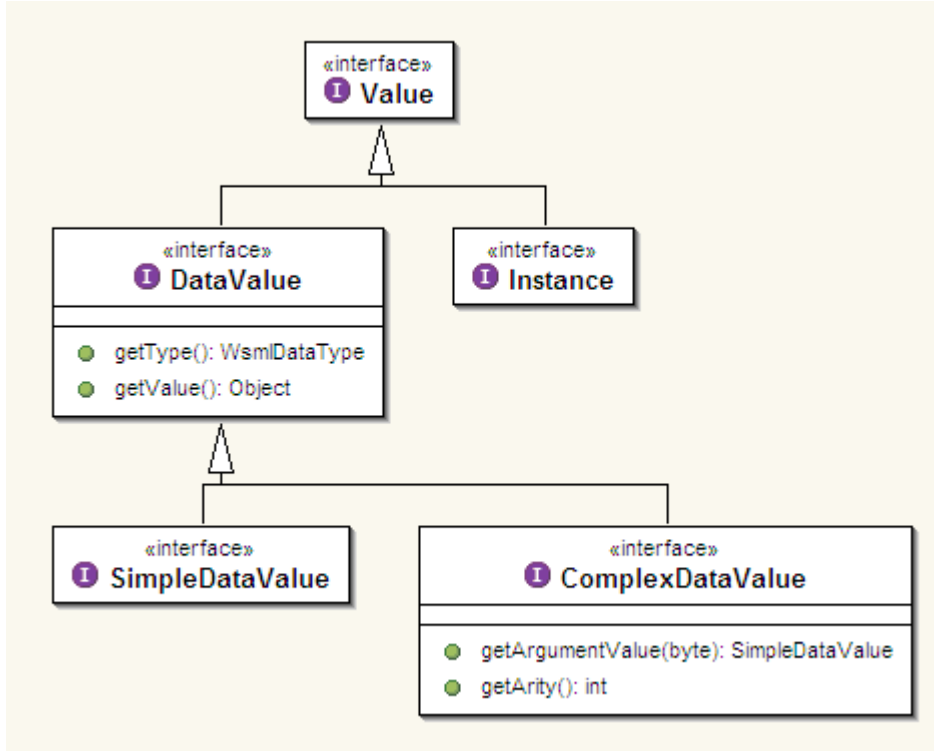 «interface»
I Value
«interface»
I DataValue
getType(): WsmlDataType
getValue(): Object
«interface»
I Instance
«interface»
I SimpleDataValue
«interface»
I ComplexDataValue
getArgumentValue(byte): SimpleDataValue
getArity(): int